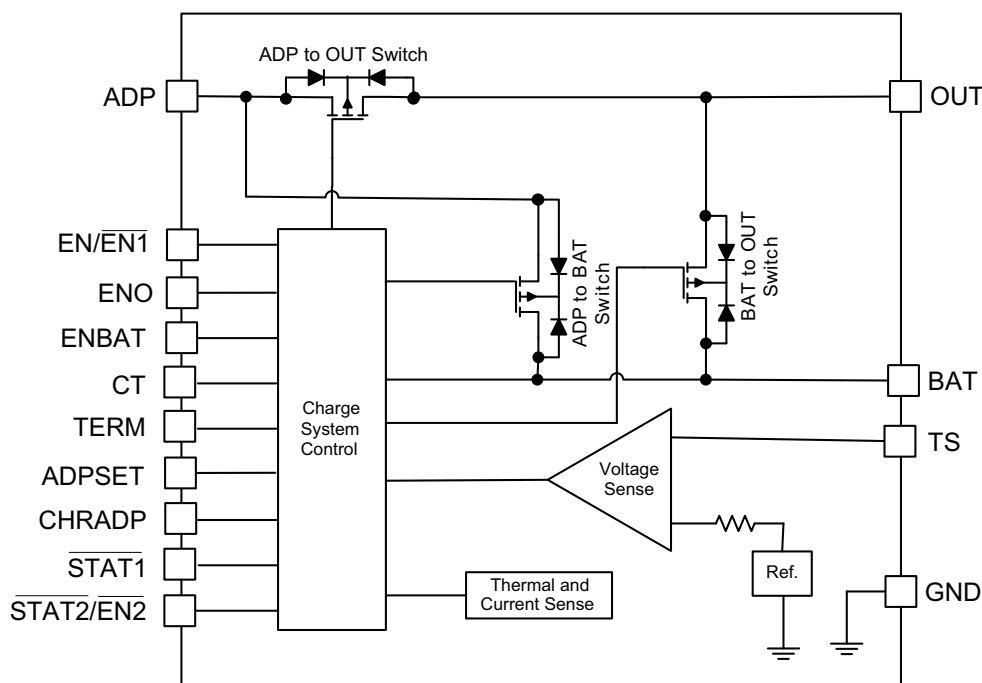 ADP to OUT Switch
ADP
OUT
EN/EN1
ENO
ENBAT
CT
TERM
ADPSET
CHRADP
STAT1
STAT2/EN2
Charge
System
Control
ADP to BAT
Switch
BAT to OUT
Switch
BAT
TS
Voltage
Sense
Ref.
GND
Thermal and
Current Sense